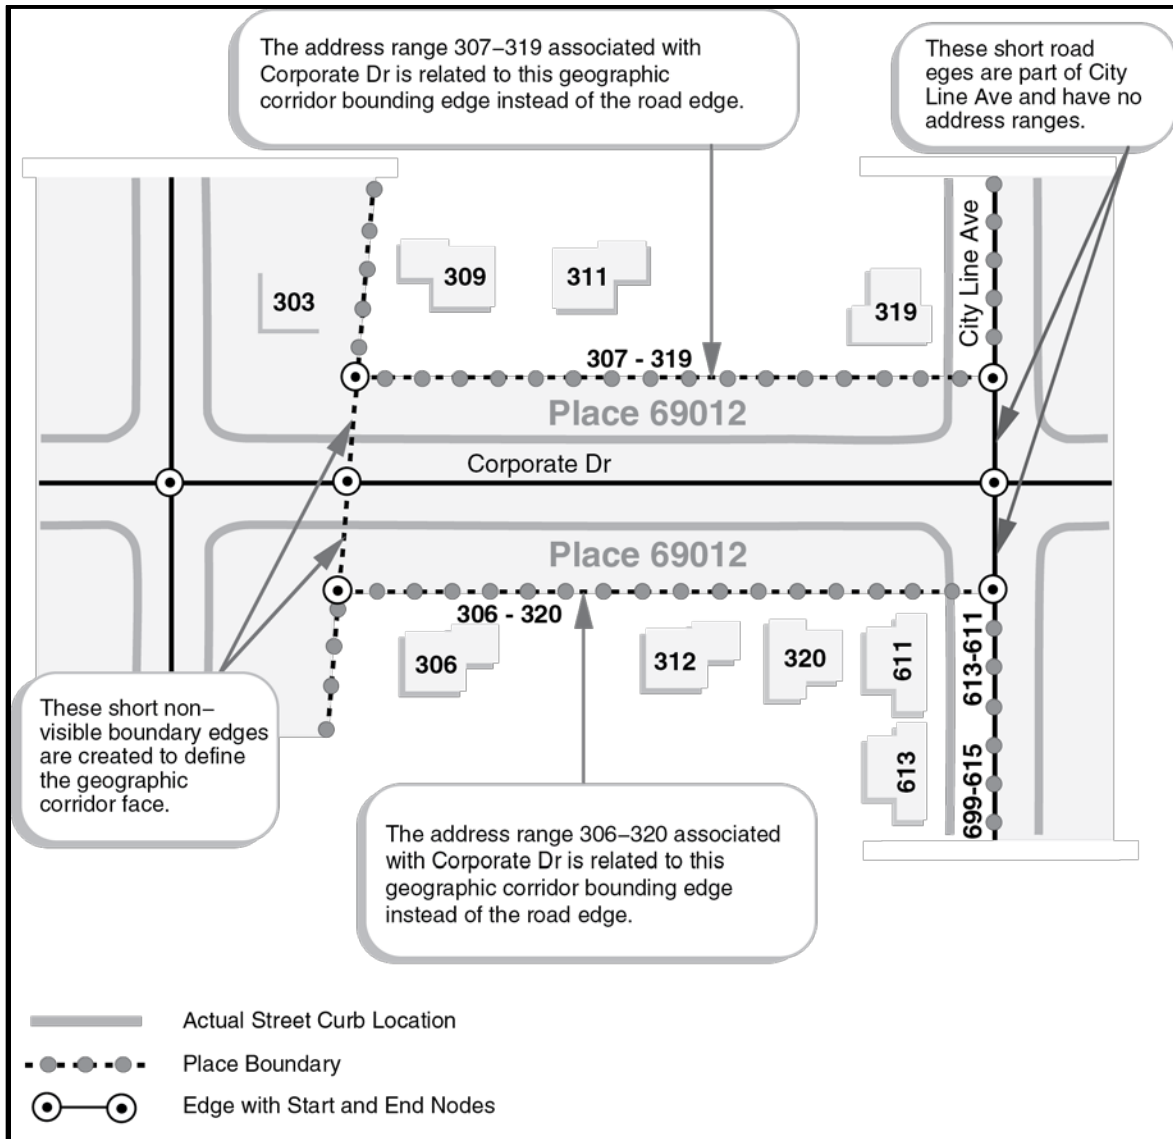 The address range 307–319 associated with
Corporate Dr is related to this geographic
corridor bounding edge instead of the road edge.
These short road
eges are part of City
Line Ave and have no
address ranges.
City Line Ave
303
309
311
319
307 - 319
Place 69012
Corporate Dr
Place 69012
306 - 320
306
312
320
611
613-611
613
699-615
These short non–
visible boundary edges
are created to define
the geographic
corridor face.
The address range 306–320 associated
with Corporate Dr is related to this
geographic corridor bounding edge
instead of the road edge.
Actual Street Curb Location
Place Boundary
Edge with Start and End Nodes